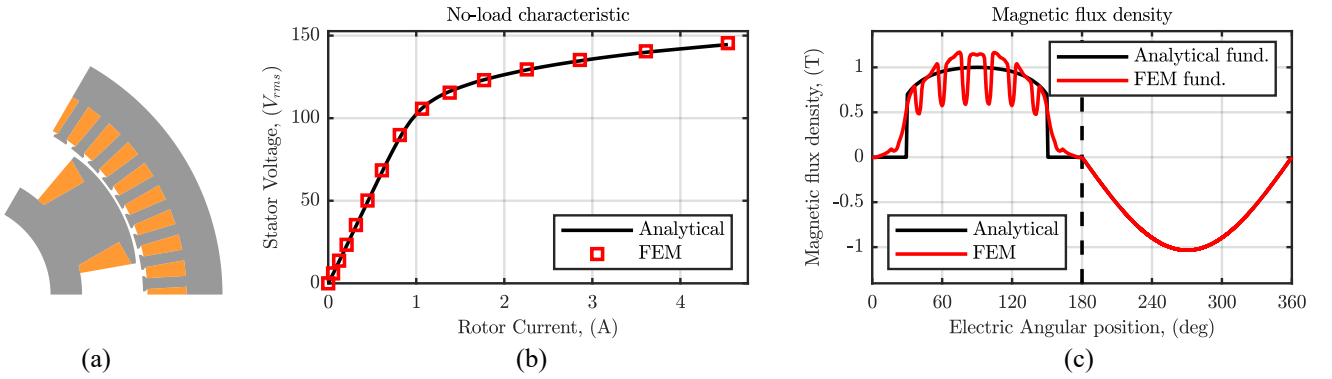 No-load characteristic
150
100
50
0
0
1
2
3
4
Stator Voltage, (V_rms)
Rotor Current, (A)
Analytical
FEM
Magnetic flux density
1
0.5
0
-0.5
-1
0
60
120
180
240
300
360
Magnetic flux density, (T)
Electric Angular position, (deg)
Analytical fund.
FEM fund.
Analytical
FEM
(a)
(b)
(c)